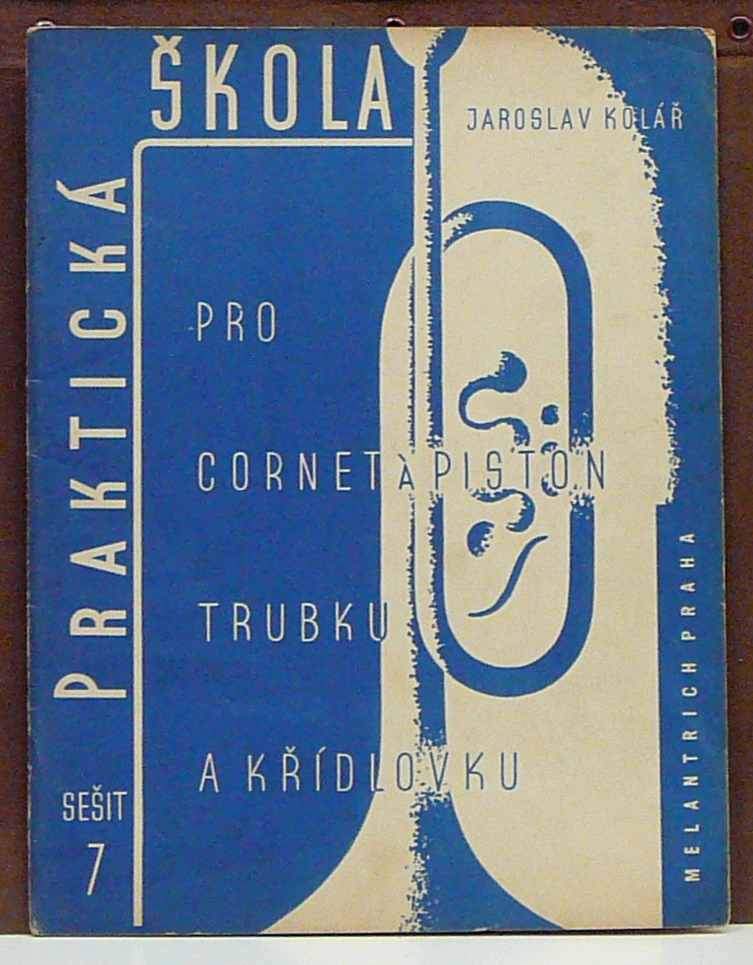 PRAKTICKÁ
ŠKOLA
JAROSLAV KOLÁŘ
PRO
CORNET À PISTON
TRUBKU
A KŘÍDLOVKU
SEŠIT
7
MELANTRICH PRAHA